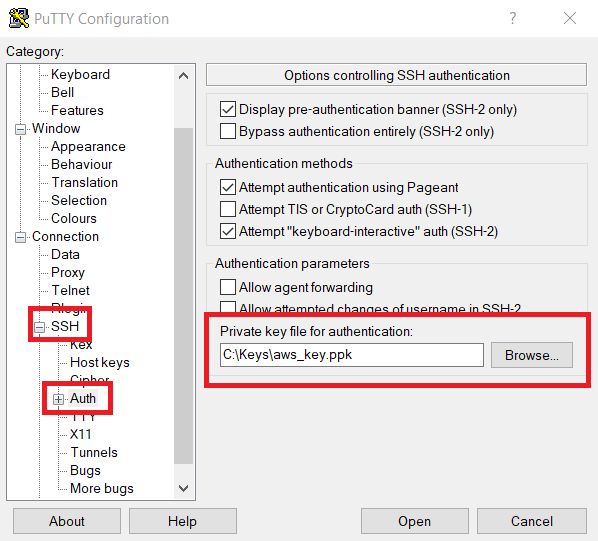 PuTTY Configuration
Category:
Keyboard
Bell
Features
Window
Appearance
Behaviour
Translation
Selection
Colours
Connection
Data
Proxy
Telnet
Rlogin
SSH
Kex
Host keys
Cipher
Auth
TTY
X11
Tunnels
Bugs
More bugs
Options controlling SSH authentication
Display pre-authentication banner (SSH-2 only)
Bypass authentication entirely (SSH-2 only)
Authentication methods
Attempt authentication using Pageant
Attempt TIS or CryptoCard auth (SSH-1)
Attempt "keyboard-interactive" auth (SSH-2)
Authentication parameters
Allow agent forwarding
Allow attempted changes of username in SSH-2
Private key file for authentication:
C:\Keys\aws_key.ppk
Browse...
About
Help
Open
Cancel